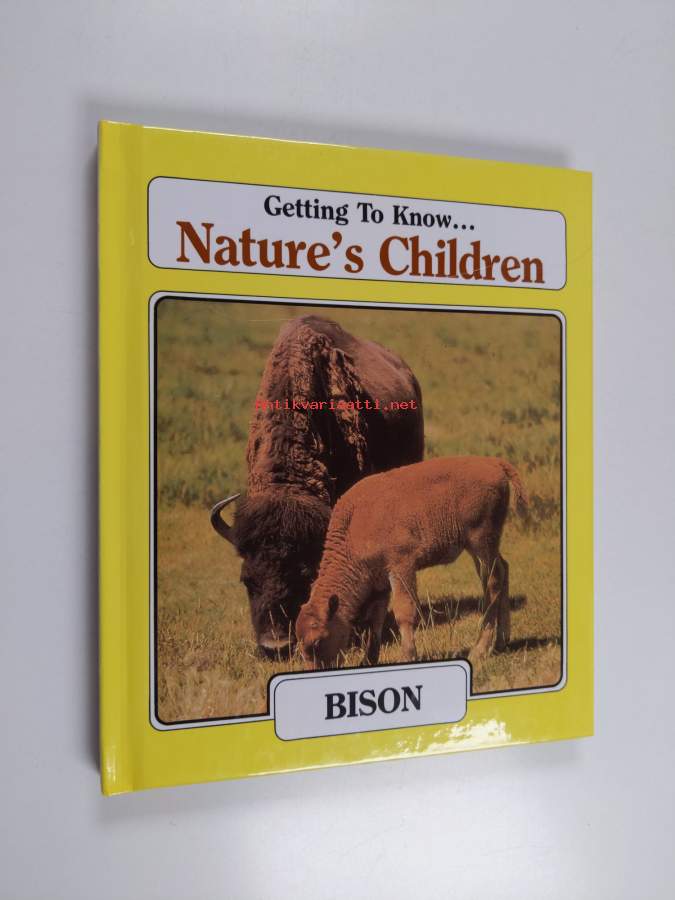 Getting To Know...
Nature's Children
Antikvariaatti.net
BISON